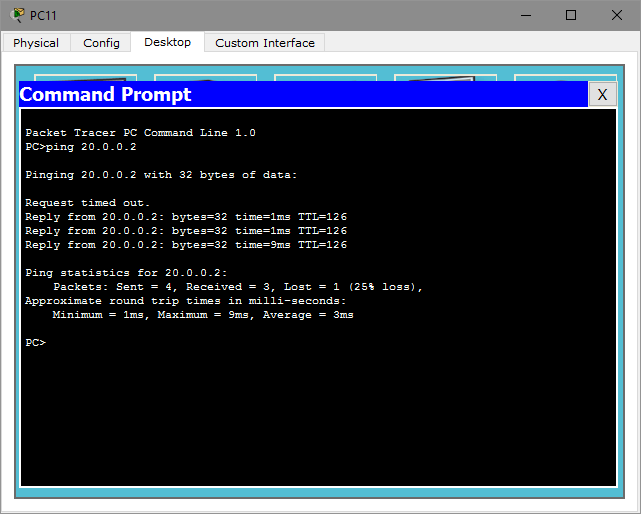 PC11
Physical Config Desktop Custom Interface
Command Prompt X
Packet Tracer PC Command Line 1.0
PC>ping 20.0.0.2
Pinging 20.0.0.2 with 32 bytes of data:
Request timed out.
Reply from 20.0.0.2: bytes=32 time=1ms TTL=126
Reply from 20.0.0.2: bytes=32 time=1ms TTL=126
Reply from 20.0.0.2: bytes=32 time=9ms TTL=126
Ping statistics for 20.0.0.2:
Packets: Sent = 4, Received = 3, Lost = 1 (25% loss),
Approximate round trip times in milli-seconds:
Minimum = 1ms, Maximum = 9ms, Average = 3ms
PC>